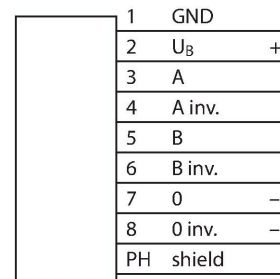 1 GND
2 U_B +
3 A
4 A inv.
5 B
6 B inv.
7 0 –
8 0 inv. –
PH shield